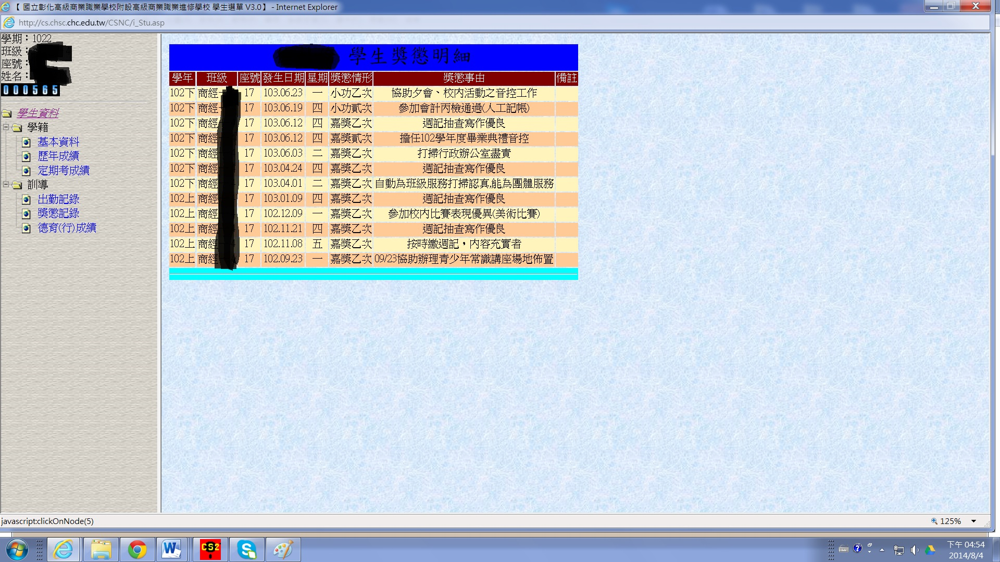 【 國立彰化高級商業職業學校附設高級商業職業進修學校 學生選單 V3.0】 - Internet Explorer
http://cs.chsc.chc.edu.tw/CSNC/i_Stu.asp
學期：1022
班級：
座號：
姓名：
000565
學生資料
學籍
基本資料
歷年成績
定期考成績
訓導
出勤記錄
獎懲記錄
德育(行)成績
學生獎懲明細
學年 班級 座號 發生日期 星期 獎懲情形 獎懲事由 備註
102下 商經 17 103.06.23 一 小功乙次 協助夕會、校內活動之音控工作
102下 商經 17 103.06.19 四 小功貳次 參加會計丙檢通過(人工記帳)
102下 商經 17 103.06.12 四 嘉獎乙次 週記抽查寫作優良
102下 商經 17 103.06.12 四 嘉獎貳次 擔任102學年度畢業典禮音控
102下 商經 17 103.06.03 二 嘉獎乙次 打掃行政辦公室盡責
102下 商經 17 103.04.24 四 嘉獎乙次 週記抽查寫作優良
102下 商經 17 103.04.01 二 嘉獎乙次 自動為班級服務打掃認真,能為團體服務
102上 商經 17 103.01.09 四 嘉獎乙次 週記抽查寫作優良
102上 商經 17 102.12.09 一 嘉獎乙次 參加校內比賽表現優異(美術比賽)
102上 商經 17 102.11.21 四 嘉獎乙次 週記抽查寫作優良
102上 商經 17 102.11.08 五 嘉獎乙次 按時繳週記，內容充實者
102上 商經 17 102.09.23 一 嘉獎乙次 09/23協助辦理青少年常識講座場地佈置
javascript:clickOnNode(5)
125%
CS2
下午 04:54
2014/8/4